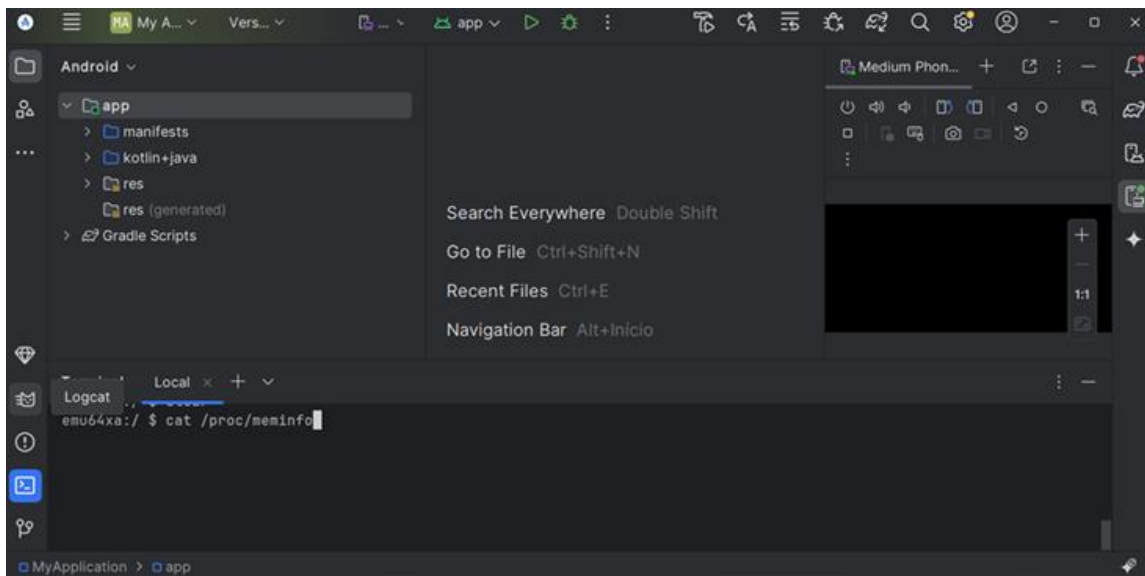 MA My A... Vers... ... app
Android
Medium Phon...
app
manifests
kotlin+java
res
res (generated)
Gradle Scripts
Search Everywhere Double Shift
Go to File Ctrl+Shift+N
Recent Files Ctrl+E
Navigation Bar Alt+Início
1:1
Local
Logcat
emu64xa:/ $ cat /proc/meminfo
MyApplication > app